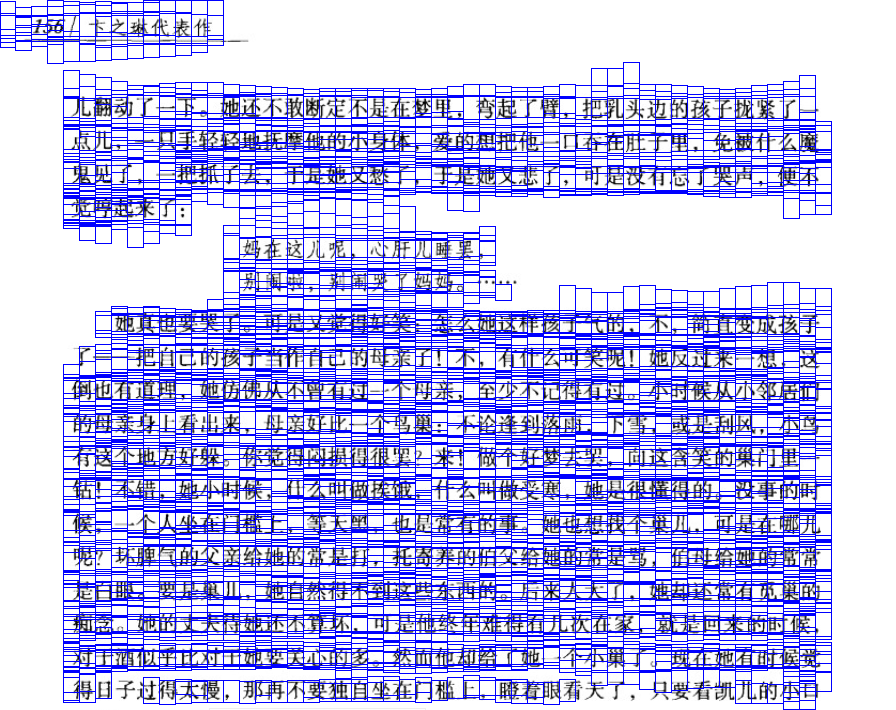 156/卞之琳代表作
儿翻动了一下。她还不敢断定不是在梦里，弯起了臂，把乳头边的孩子拢紧了一
点儿，一只手轻轻地抚摩他的小身体，爱的想把他一口吞在肚子里，免被什么魔
鬼见了，一把抓了去，于是她又愁了，于是她又悲了，可是没有忘了哭声，便不
觉哼起来了：
妈在这儿呢，心肝儿睡罢，
别闹啦，别闹哭了妈妈。……
她真也要哭了。可是又觉得好笑：怎么她这样孩子气的，不，简直变成孩子
了——把自己的孩子当作自己的母亲了！不，有什么可笑呢！她反过来一想，这
倒也有道理，她仿佛从不曾有过一个母亲，至少不记得有过。小时候从小邻居们
的母亲身上看出来，母亲好比一个鸟巢：不论逢到落雨，下雪，或是刮风，小鸟
有这个地方好躲。你觉得闷损得很罢？来！做个好梦去罢，向这含笑的巢门里一
钻！不错，她小时候，什么叫做挨饿，什么叫做受寒，她是很懂得的。没事的时
候，一个人坐在门槛上，等天黑，也是常有的事。她也想找个巢儿，可是在哪儿
呢？坏脾气的父亲给她的常是打，托寄养的伯父给她的常是骂，伯母给她的常常
是白眼。要是巢儿，她自然得不到这些东西的。后来人大了，她却还常有觅巢的
痴念。她的丈夫待她还不算坏，可是他终年难得有几次在家，就是回来的时候，
对于酒似乎比对于她要关心的多。然而他却给了她一个小巢了。现在她有时候觉
得日子过得太慢，那再不要独自坐在门槛上，瞪着眼看天了，只要看凯儿的小口